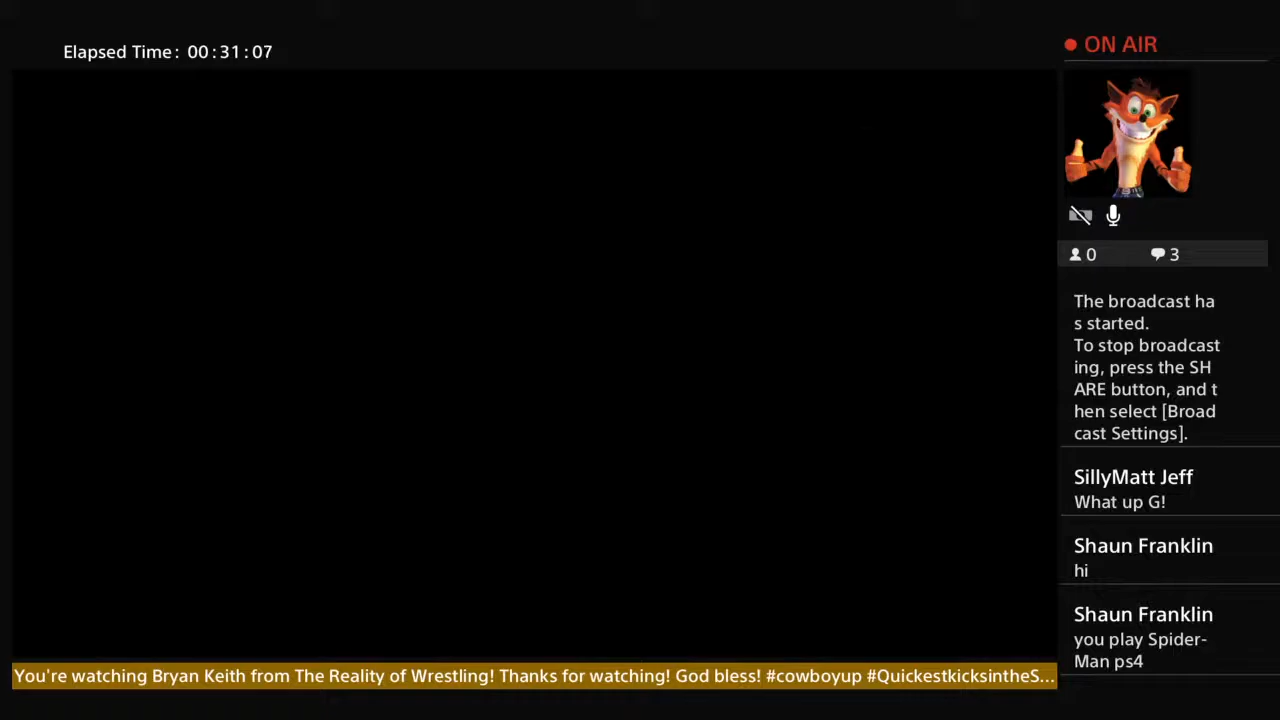 Elapsed Time: 00:31:07
ON AIR
0 3
The broadcast ha
s started.
To stop broadcast
ing, press the SH
ARE button, and t
hen select [Broad
cast Settings].
SillyMatt Jeff
What up G!
Shaun Franklin
hi
Shaun Franklin
you play Spider-
Man ps4
You're watching Bryan Keith from The Reality of Wrestling! Thanks for watching! God bless! #cowboyup #QuickestkicksintheS...